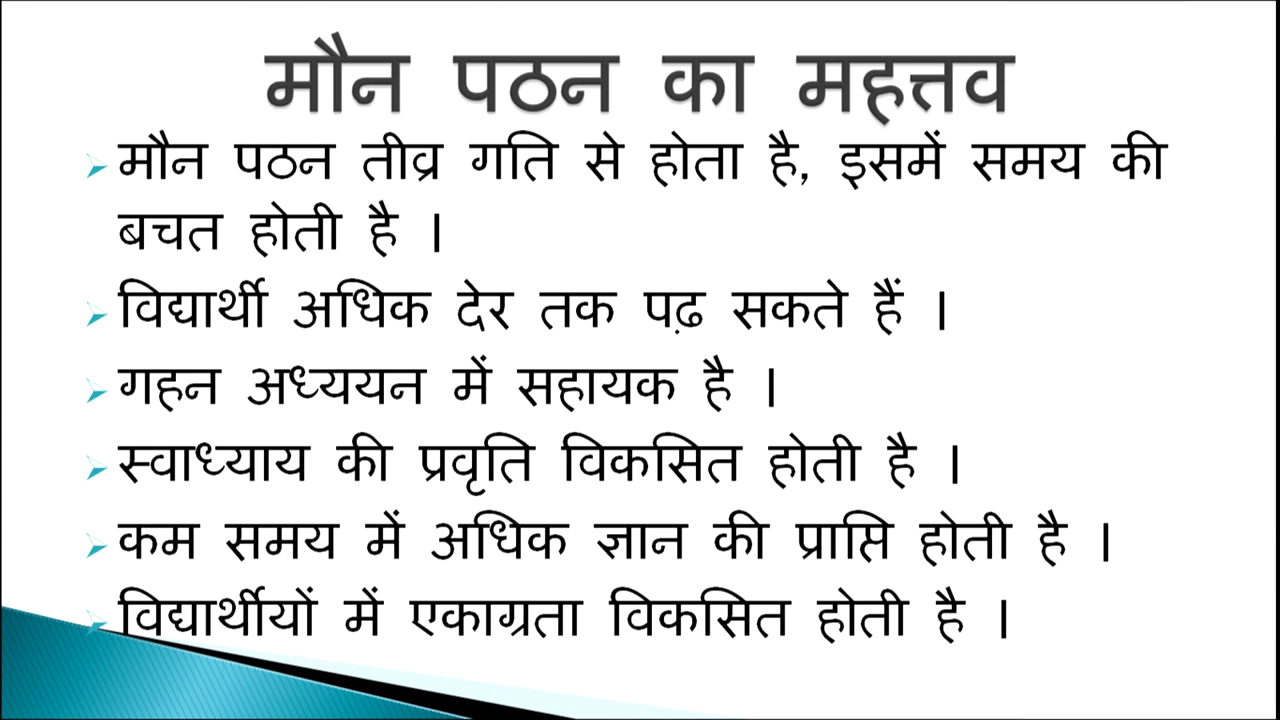 मौन पठन का महत्तव
मौन पठन तीव्र गति से होता है, इसमें समय की
बचत होती है ।
विद्यार्थी अधिक देर तक पढ़ सकते हैं ।
गहन अध्ययन में सहायक है ।
स्वाध्याय की प्रवृति विकसित होती है ।
कम समय में अधिक ज्ञान की प्राप्ति होती है ।
विद्यार्थीयों में एकाग्रता विकसित होती है ।